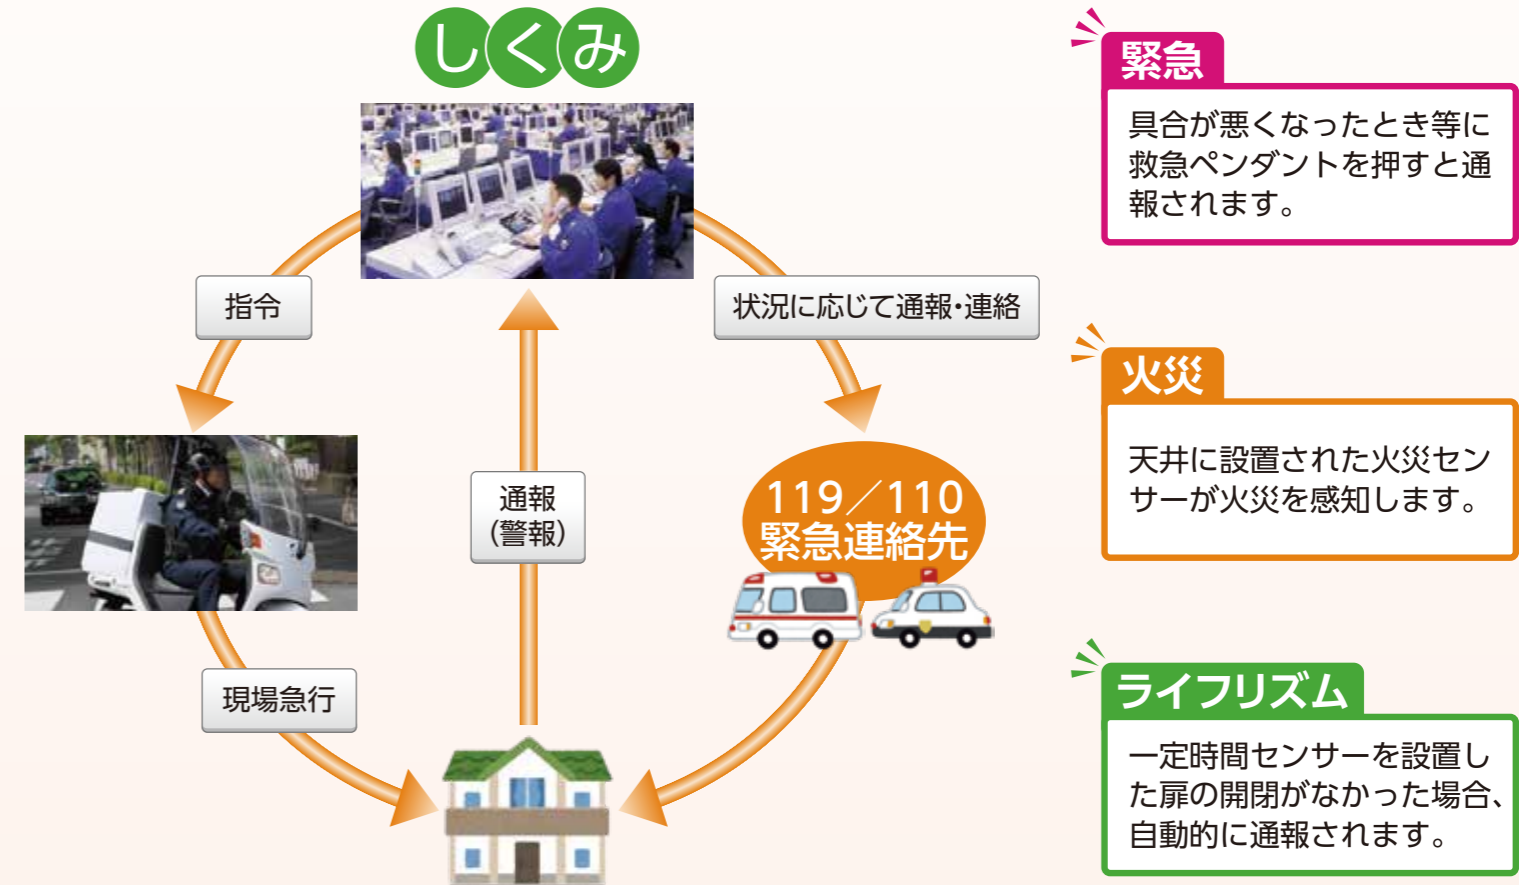 しくみ
指令
状況に応じて通報・連絡
通報
(警報)
119／110
緊急連絡先
現場急行
緊急
具合が悪くなったとき等に
救急ペンダントを押すと通
報されます。
火災
天井に設置された火災セン
サーが火災を感知します。
ライフリズム
一定時間センサーを設置し
た扉の開閉がなかった場合、
自動的に通報されます。